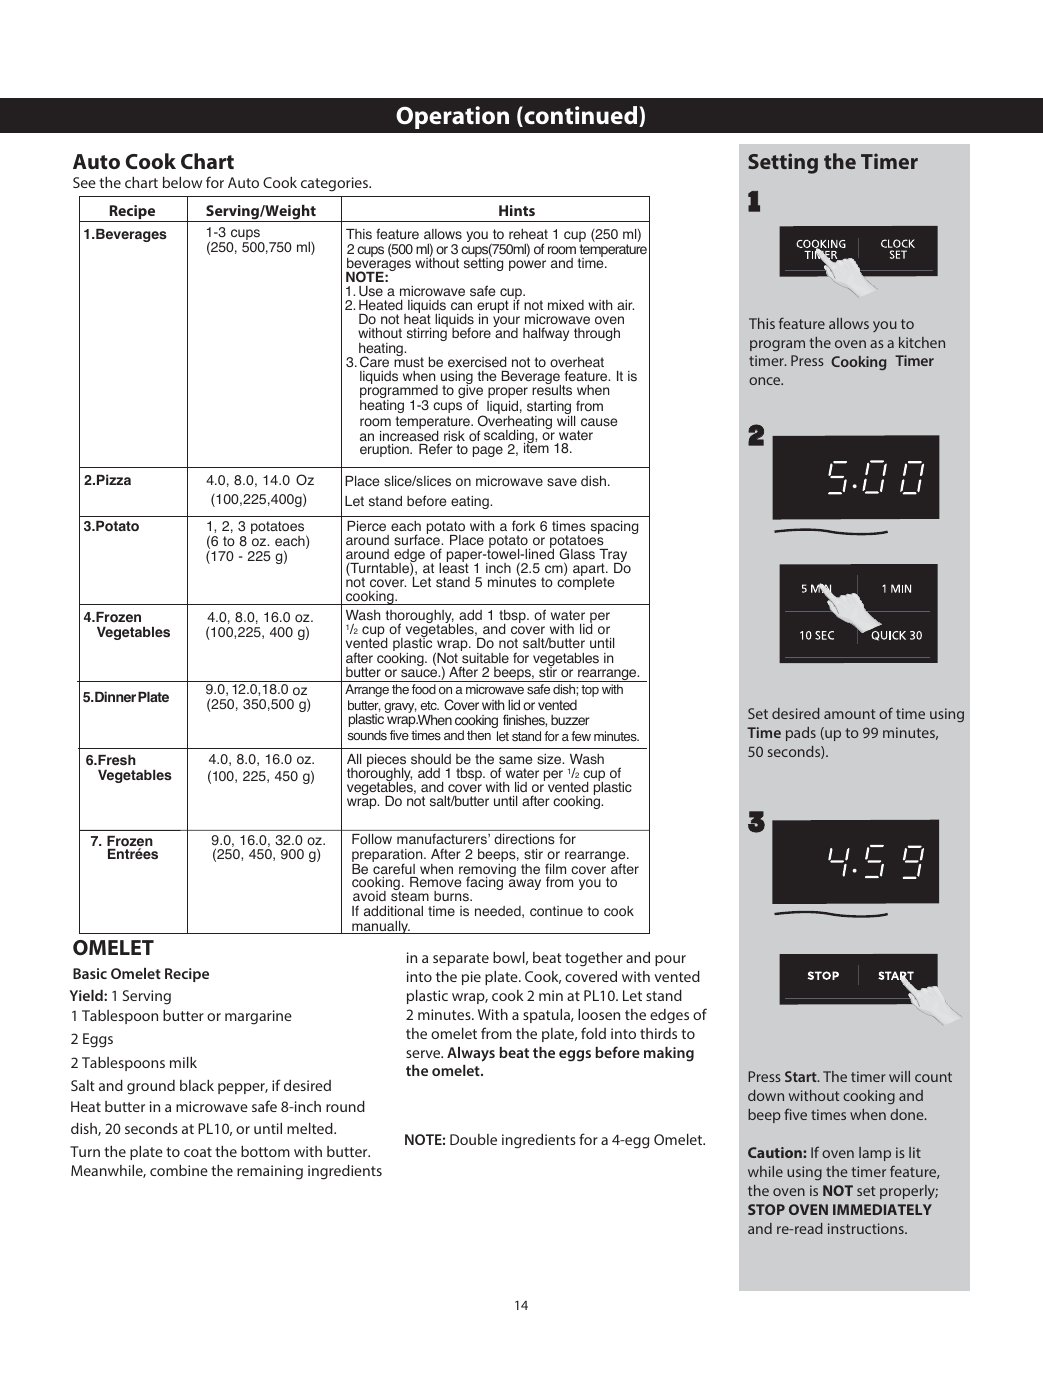 Operation (continued)
Auto Cook Chart
See the chart below for Auto Cook categories.
Recipe Serving/Weight Hints
1.Beverages
1-3 cups
(250, 500,750 ml)
This feature allows you to reheat 1 cup (250 ml)
2 cups (500 ml) or 3 cups(750ml) of room temperature
beverages without setting power and time.
NOTE:
1. Use a microwave safe cup.
2. Heated liquids can erupt if not mixed with air.
Do not heat liquids in your microwave oven
without stirring before and halfway through
heating.
3. Care must be exercised not to overheat
liquids when using the Beverage feature. It is
programmed to give proper results when
heating 1-3 cups of liquid, starting from
room temperature. Overheating will cause
an increased risk of scalding, or water
eruption. Refer to page 2, item 18.
2.Pizza
4.0, 8.0, 14.0 Oz
(100,225,400g)
Place slice/slices on microwave save dish.
Let stand before eating.
3.Potato
1, 2, 3 potatoes
(6 to 8 oz. each)
(170 - 225 g)
Pierce each potato with a fork 6 times spacing
around surface. Place potato or potatoes
around edge of paper-towel-lined Glass Tray
(Turntable), at least 1 inch (2.5 cm) apart. Do
not cover. Let stand 5 minutes to complete
cooking.
4.Frozen
Vegetables
4.0, 8.0, 16.0 oz.
(100,225, 400 g)
Wash thoroughly, add 1 tbsp. of water per
1/2 cup of vegetables, and cover with lid or
vented plastic wrap. Do not salt/butter until
after cooking. (Not suitable for vegetables in
butter or sauce.) After 2 beeps, stir or rearrange.
5.Dinner Plate
9.0, 12.0,18.0 oz
(250, 350,500 g)
Arrange the food on a microwave safe dish; top with
butter, gravy, etc. Cover with lid or vented
plastic wrap.When cooking finishes, buzzer
sounds five times and then let stand for a few minutes.
6.Fresh
Vegetables
4.0, 8.0, 16.0 oz.
(100, 225, 450 g)
All pieces should be the same size. Wash
thoroughly, add 1 tbsp. of water per 1/2 cup of
vegetables, and cover with lid or vented plastic
wrap. Do not salt/butter until after cooking.
7. Frozen
Entrées
9.0, 16.0, 32.0 oz.
(250, 450, 900 g)
Follow manufacturers' directions for
preparation. After 2 beeps, stir or rearrange.
Be careful when removing the film cover after
cooking. Remove facing away from you to
avoid steam burns.
If additional time is needed, continue to cook
manually.
OMELET
Basic Omelet Recipe
Yield: 1 Serving
1 Tablespoon butter or margarine
2 Eggs
2 Tablespoons milk
Salt and ground black pepper, if desired
Heat butter in a microwave safe 8-inch round
dish, 20 seconds at PL10, or until melted.
Turn the plate to coat the bottom with butter.
Meanwhile, combine the remaining ingredients
in a separate bowl, beat together and pour
into the pie plate. Cook, covered with vented
plastic wrap, cook 2 min at PL10. Let stand
2 minutes. With a spatula, loosen the edges of
the omelet from the plate, fold into thirds to
serve. Always beat the eggs before making
the omelet.
NOTE: Double ingredients for a 4-egg Omelet.
Setting the Timer
1
COOKING TIMER
CLOCK SET
This feature allows you to
program the oven as a kitchen
timer. Press Cooking Timer
once.
2
5.00
5 MIN 1 MIN
10 SEC QUICK 30
Set desired amount of time using
Time pads (up to 99 minutes,
50 seconds).
3
4.59
STOP START
Press Start. The timer will count
down without cooking and
beep five times when done.
Caution: If oven lamp is lit
while using the timer feature,
the oven is NOT set properly;
STOP OVEN IMMEDIATELY
and re-read instructions.
14